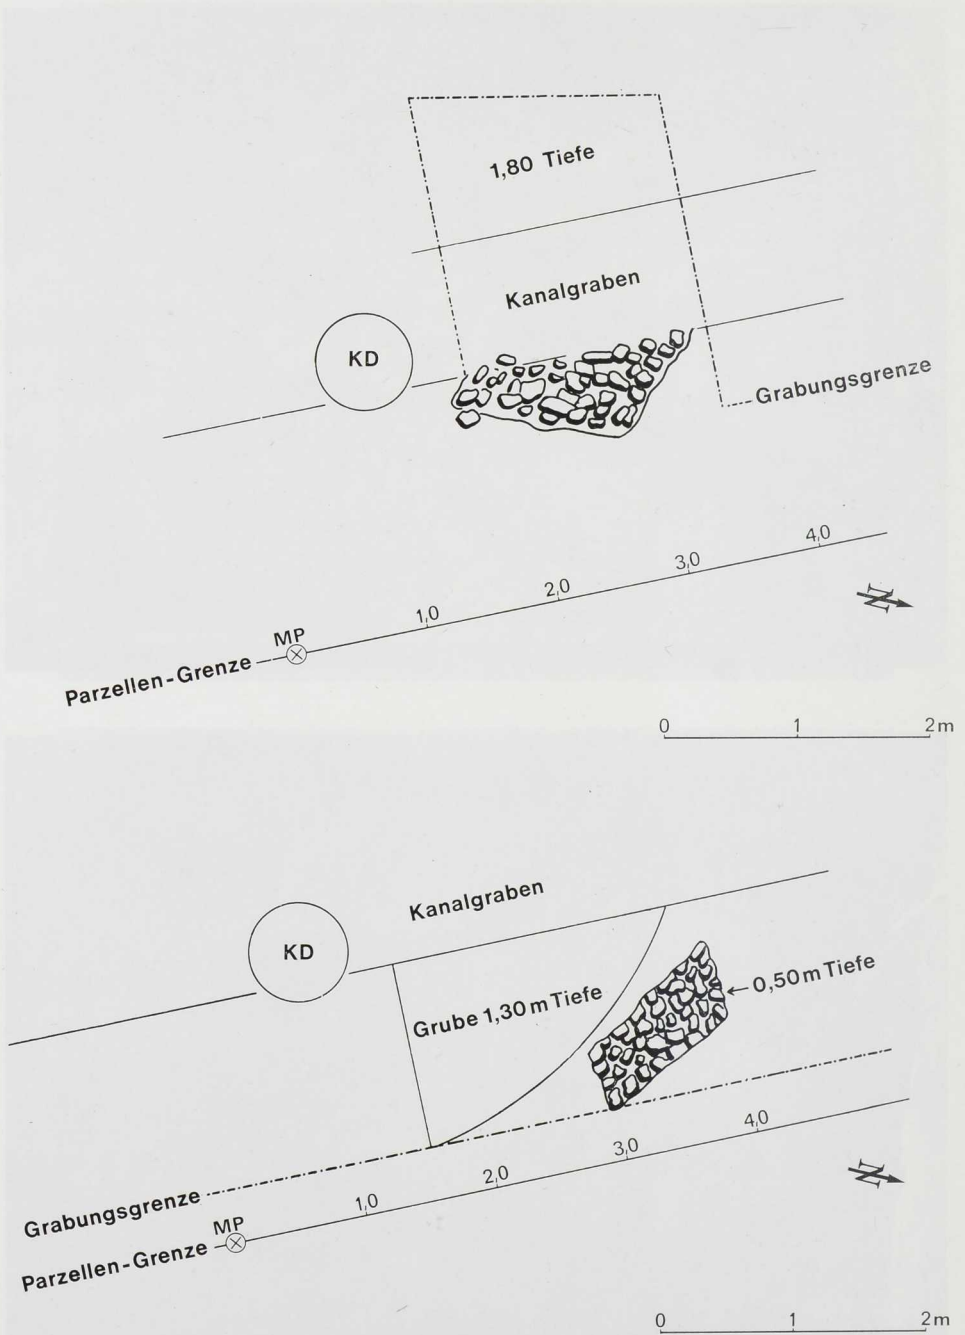 1,80 Tiefe
Kanalgraben
KD
Grabungsgrenze
4,0
3,0
2,0
1,0
MP
N
Parzellen-Grenze
0 1 2m
Kanalgraben
KD
Grube 1,30 m Tiefe
0,50 m Tiefe
4,0
3,0
2,0
1,0
N
Grabungsgrenze
MP
Parzellen-Grenze
0 1 2m